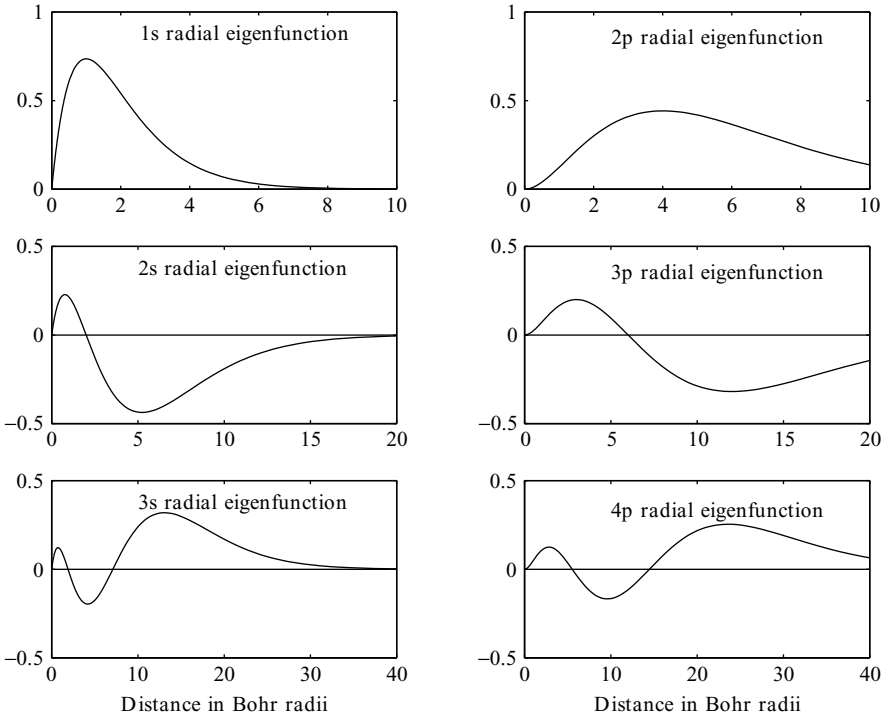 1s radial eigenfunction
1
0.5
0
0 2 4 6 8 10
2p radial eigenfunction
1
0.5
0
0 2 4 6 8 10
2s radial eigenfunction
0.5
0
−0.5
0 5 10 15 20
3p radial eigenfunction
0.5
0
−0.5
0 5 10 15 20
3s radial eigenfunction
0.5
0
−0.5
0 10 20 30 40
Distance in Bohr radii
4p radial eigenfunction
0.5
0
−0.5
0 10 20 30 40
Distance in Bohr radii